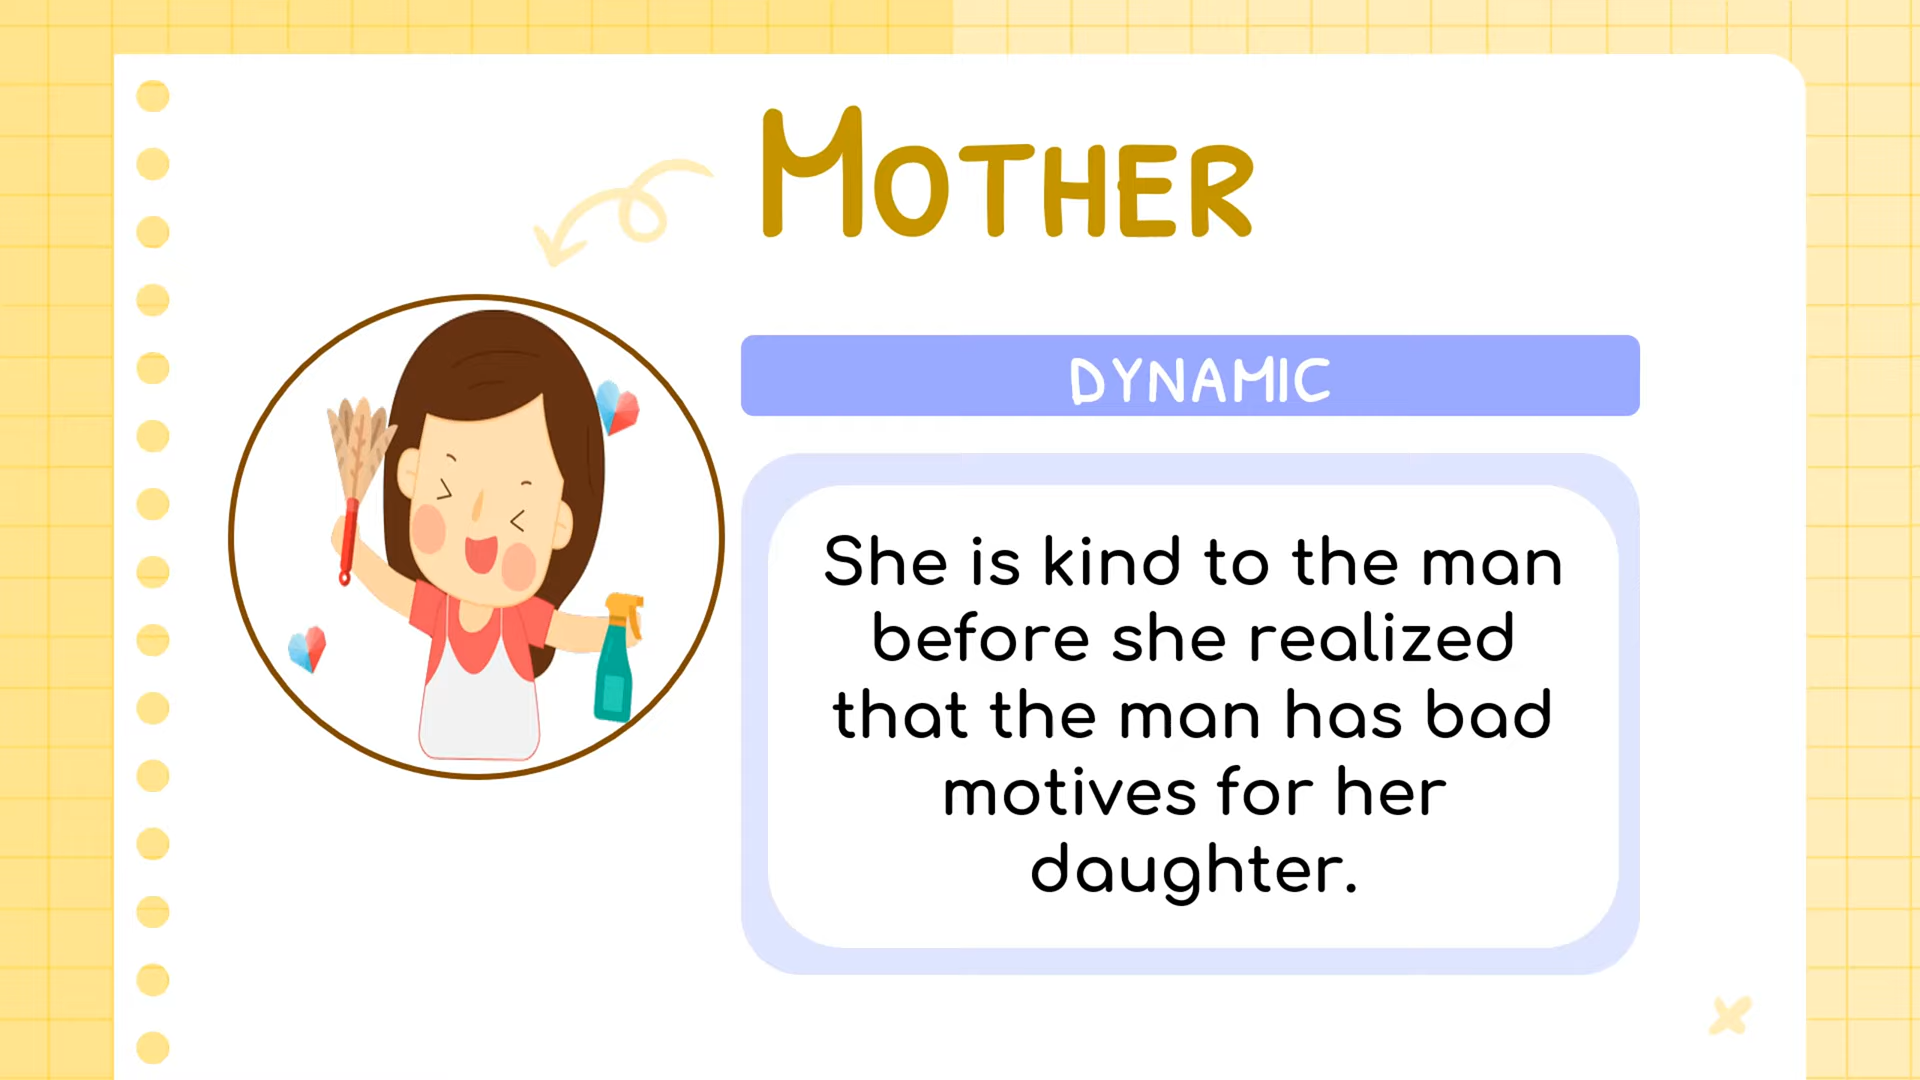 MOTHER
DYNAMIC
She is kind to the man
before she realized
that the man has bad
motives for her
daughter.